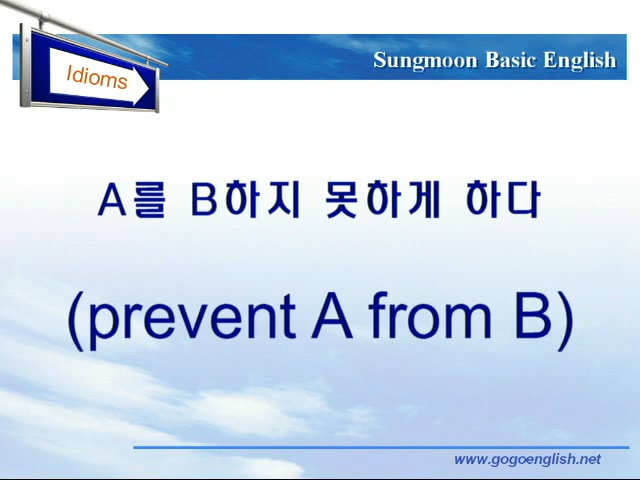 Idioms
Sungmoon Basic English
A를 B하지 못하게 하다
(prevent A from B)
www.gogoenglish.net